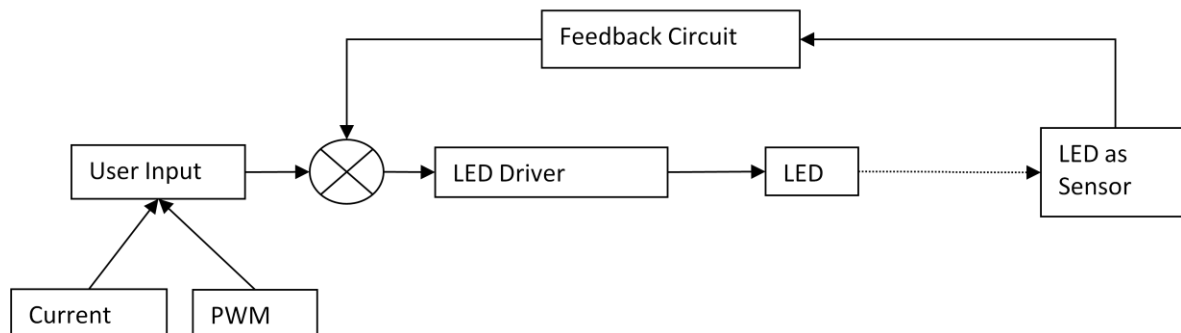 Feedback Circuit
User Input
LED Driver
LED
LED as
Sensor
Current
PWM